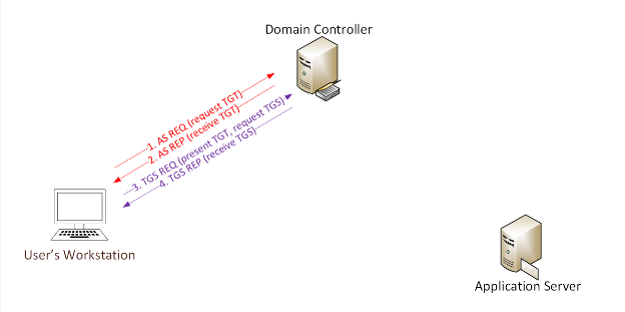 Domain Controller
1. AS REQ (request TGT)
2. AS REP (receive TGT)
3. TGS REQ (present TGT, request TGS)
4. TGS REP (receive TGS)
User's Workstation
Application Server